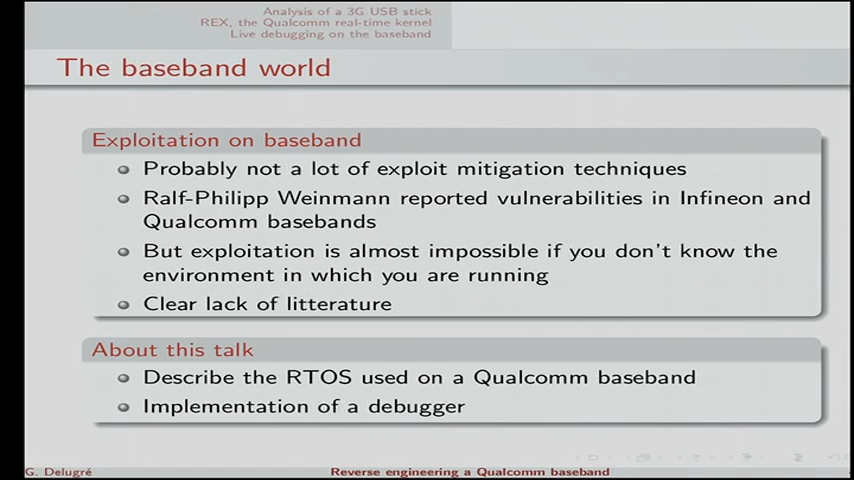 Analysis of a 3G USB stick
REX, the Qualcomm real-time kernel
Live debugging on the baseband
The baseband world
Exploitation on baseband
Probably not a lot of exploit mitigation techniques
Ralf-Philipp Weinmann reported vulnerabilities in Infineon and
Qualcomm basebands
But exploitation is almost impossible if you don't know the
environment in which you are running
Clear lack of litterature
About this talk
Describe the RTOS used on a Qualcomm baseband
Implementation of a debugger
G. Delugré
Reverse engineering a Qualcomm baseband